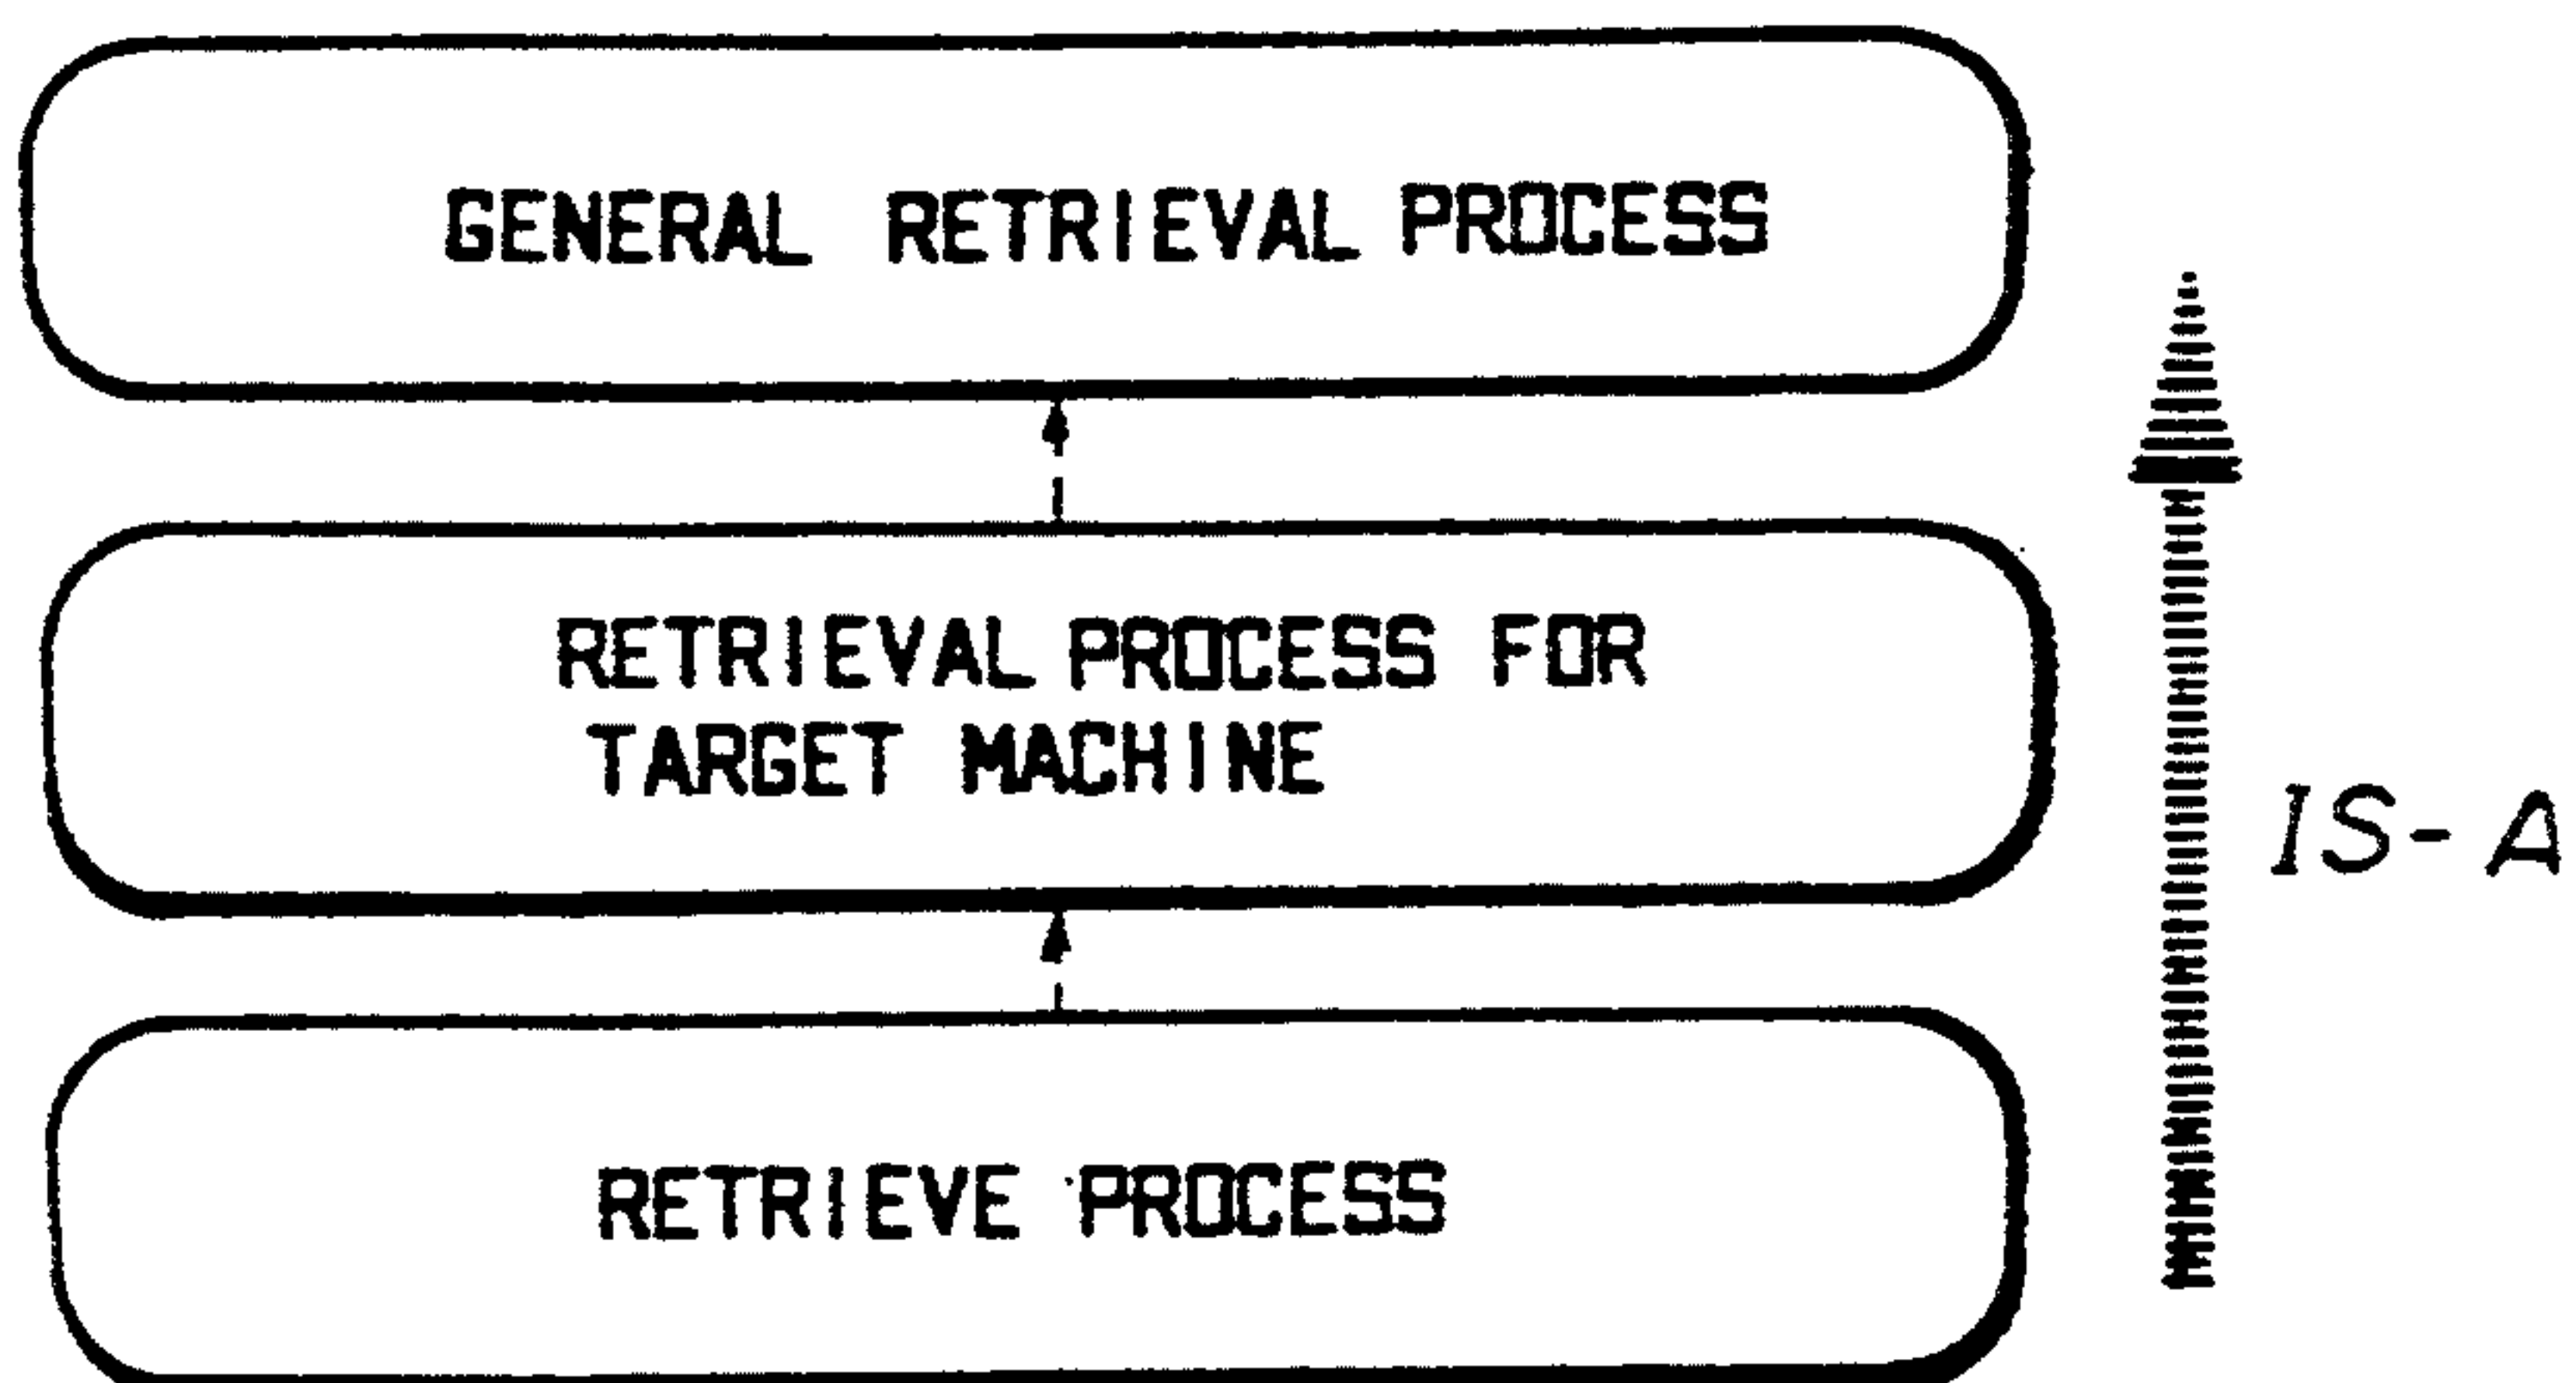 GENERAL RETRIEVAL PROCESS
RETRIEVAL PROCESS FOR
TARGET MACHINE
IS-A
RETRIEVE PROCESS